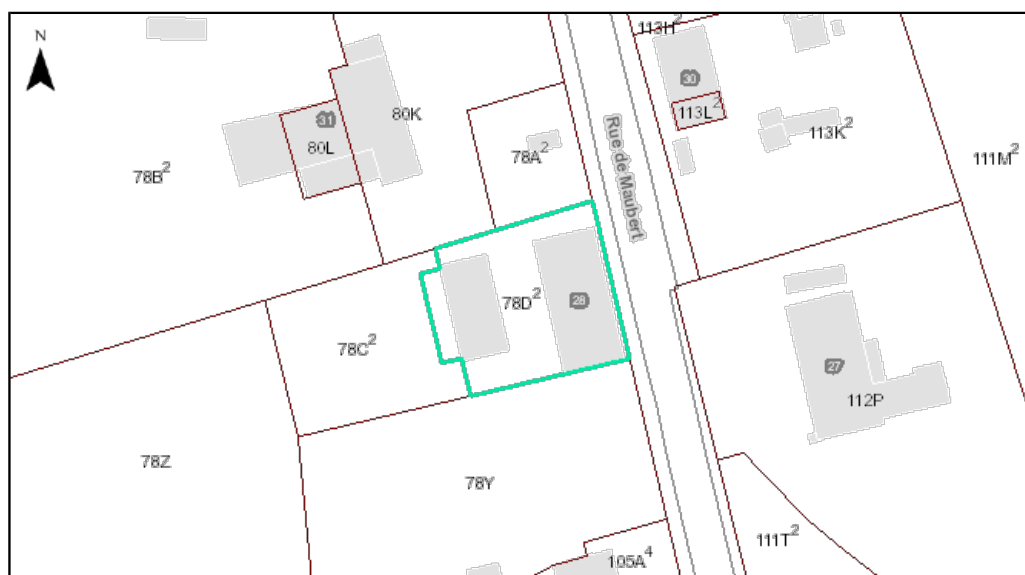 N
113H²
30
113L²
31
80K
80L
78A²
113K²
111M²
78B²
Rue de Maubert
78D²
28
78C²
27
112P
78Z
78Y
111T²
105A⁴